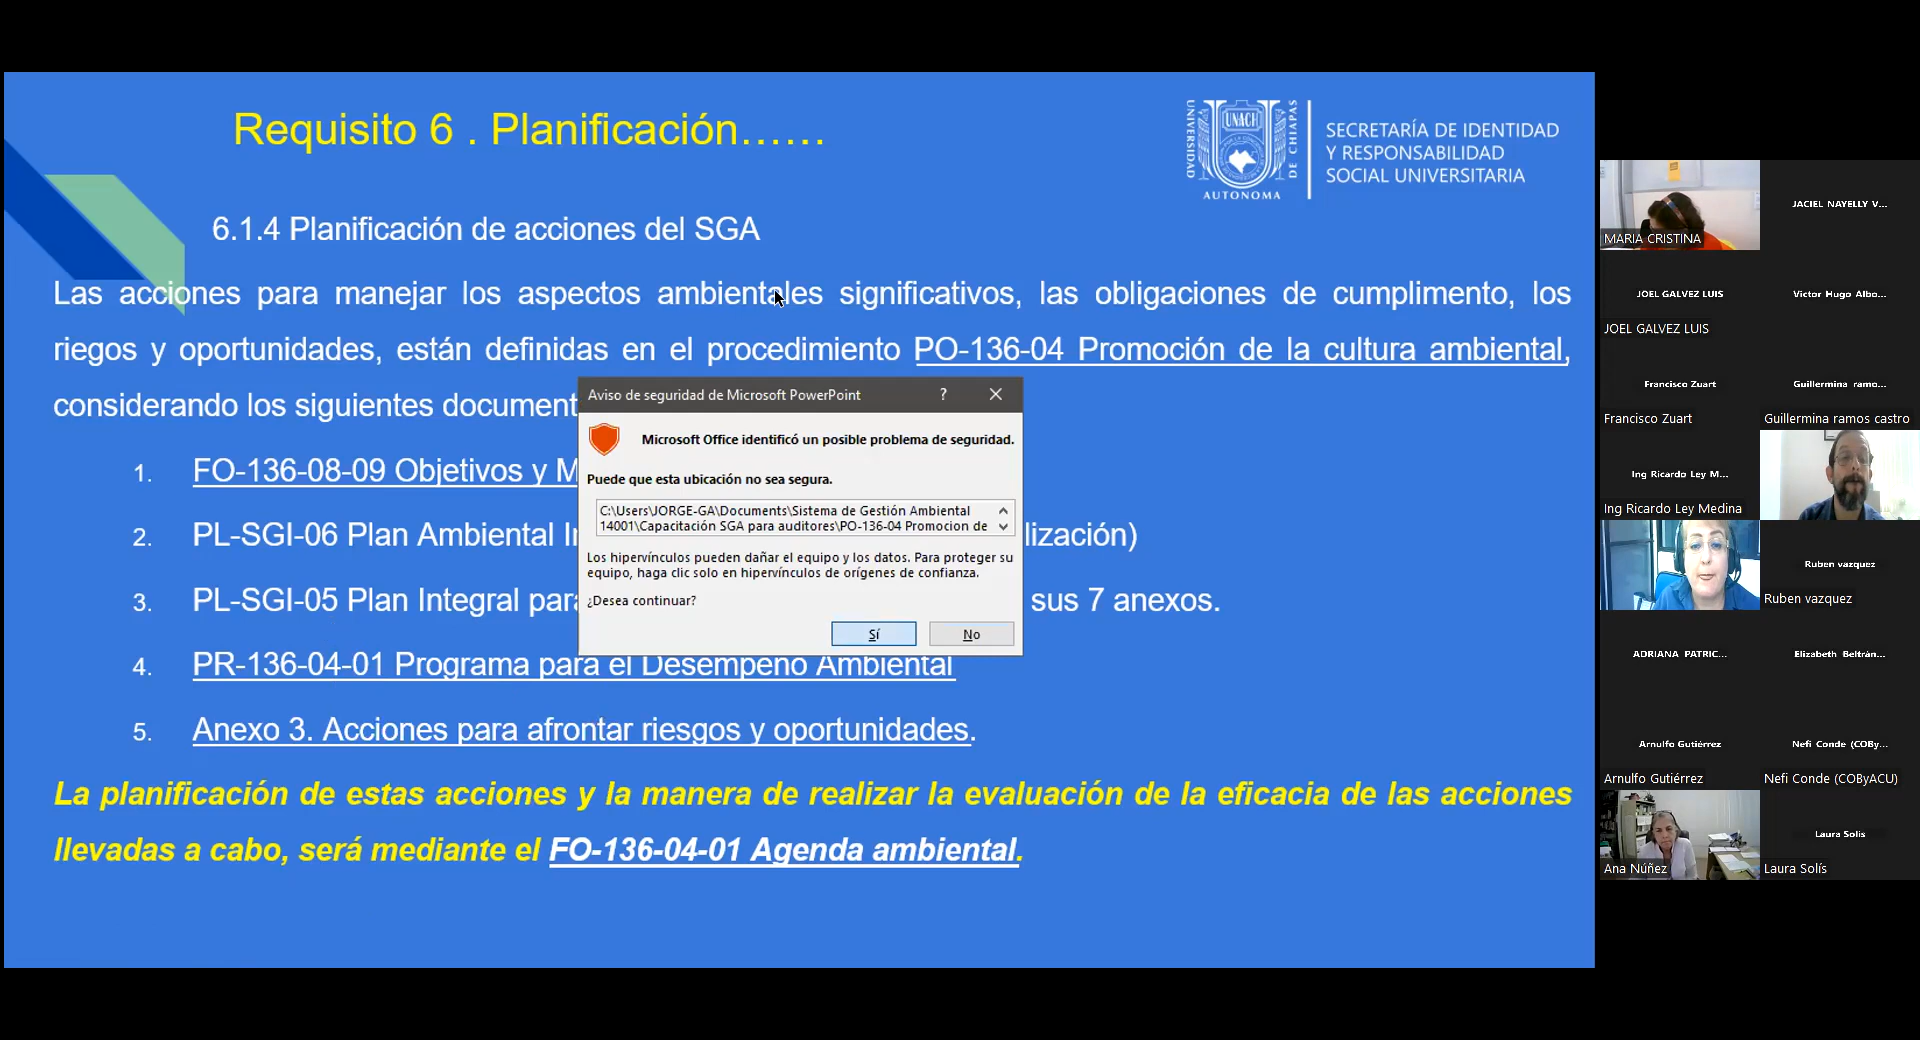 Requisito 6 . Planificación......
UNIVERSIDAD
UNACH
DE CHIAPAS
AUTONOMA
SECRETARÍA DE IDENTIDAD
Y RESPONSABILIDAD
SOCIAL UNIVERSITARIA
6.1.4 Planificación de acciones del SGA
Las acciones para manejar los aspectos ambientales significativos, las obligaciones de cumplimento, los
riegos y oportunidades, están definidas en el procedimiento PO-136-04 Promoción de la cultura ambiental,
considerando los siguientes document
1. FO-136-08-09 Objetivos y M
2. PL-SGI-06 Plan Ambiental In lización)
3. PL-SGI-05 Plan Integral para sus 7 anexos.
4. PR-136-04-01 Programa para el Desempeño Ambiental
5. Anexo 3. Acciones para afrontar riesgos y oportunidades.
La planificación de estas acciones y la manera de realizar la evaluación de la eficacia de las acciones
llevadas a cabo, será mediante el FO-136-04-01 Agenda ambiental.
Aviso de seguridad de Microsoft PowerPoint
?
Microsoft Office identificó un posible problema de seguridad.
Puede que esta ubicación no sea segura.
C:\Users\JORGE-GA\Documents\Sistema de Gestión Ambiental
14001\Capacitación SGA para auditores\PO-136-04 Promocion de
Los hipervínculos pueden dañar el equipo y los datos. Para proteger su
equipo, haga clic solo en hipervínculos de orígenes de confianza.
¿Desea continuar?
Sí
No
MARIA CRISTINA
JACIEL NAYELLY V...
JOEL GALVEZ LUIS
JOEL GALVEZ LUIS
Victor Hugo Albo...
Francisco Zuart
Francisco Zuart
Guillermina ramo...
Guillermina ramos castro
Ing Ricardo Ley M...
Ing Ricardo Ley Medina
Ruben vazquez
Ruben vazquez
ADRIANA PATRIC...
Elizabeth Beltrán...
Arnulfo Gutiérrez
Arnulfo Gutiérrez
Nefi Conde (COBy...
Nefi Conde (COByACU)
Ana Núñez
Laura Solís
Laura Solís